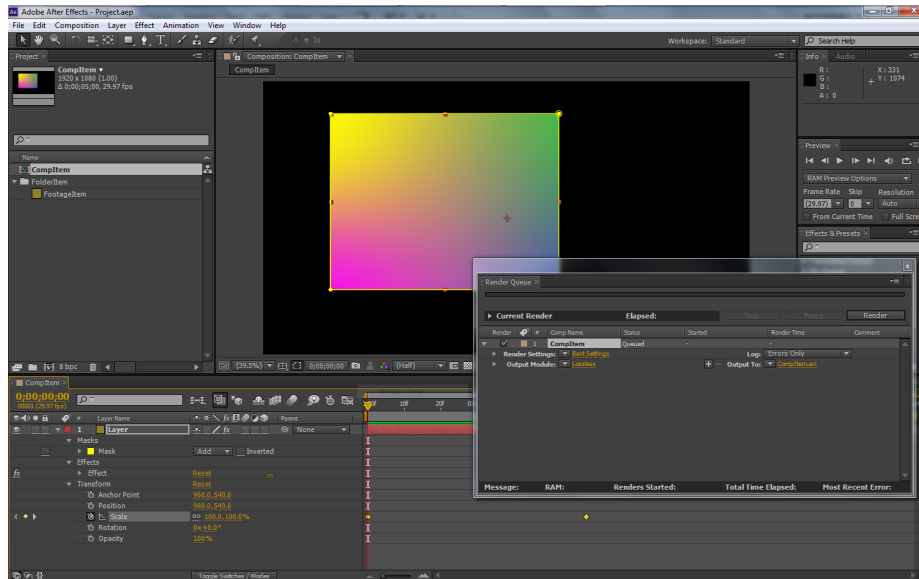 Adobe After Effects - Project.aep
File Edit Composition Layer Effect Animation View Window Help
Workspace: Standard
Search Help
Project
CompItem
1920 x 1080 (1.00)
Δ 0;00;05;00, 29.97 fps
Name
CompItem
FolderItem
FootageItem
8 bpc
Composition: CompItem
CompItem
(39.5%) 0;00;00;00 (Half)
Info Audio
R : X : 331
G : Y : 1074
B :
A : 0
Preview
RAM Preview Options
Frame Rate Skip Resolution
(29.97) 0 Auto
From Current Time Full Scre
Effects & Presets
Render Queue
Current Render Elapsed: Stop Pause Render
Render # Comp Name Status Started Render Time Comment
1 CompItem Queued - -
Render Settings: Best Settings Log: Errors Only
Output Module: Lossless Output To: CompItem.avi
Message: RAM: Renders Started: Total Time Elapsed: Most Recent Error:
CompItem
0;00;00;00
00001 (29.97 fps)
10f 20f
# Layer Name Parent
1 Layer None
Masks
Mask Add Inverted
Effects
Effect Reset
Transform Reset
Anchor Point 960.0,540.0
Position 960.0,540.0
Scale 100.0,100.0%
Rotation 0x+0.0°
Opacity 100%
Toggle Switches / Modes